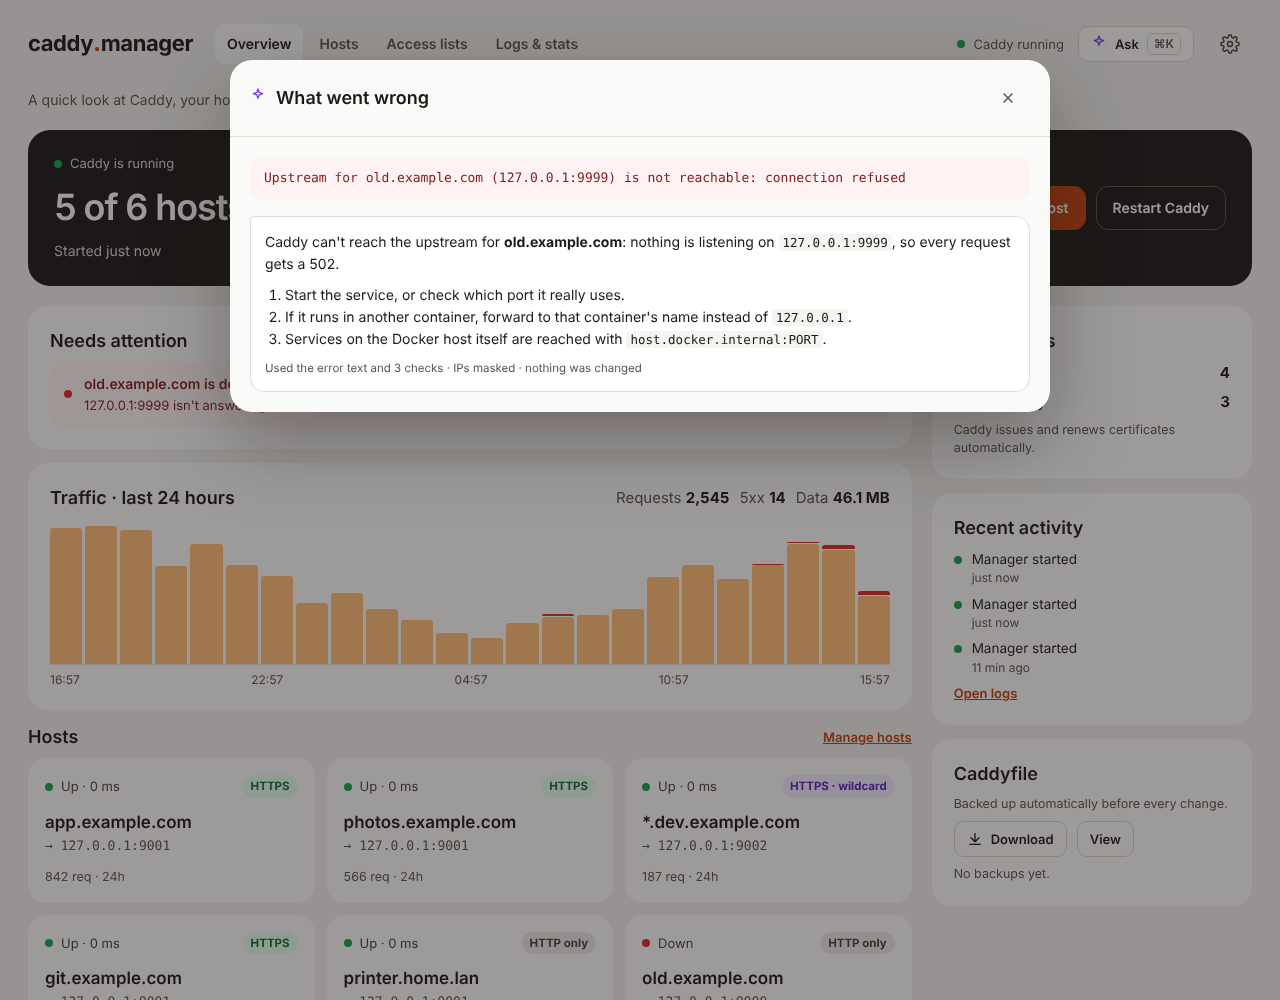 caddy.manager
Overview
Hosts
Access lists
Logs & stats
Caddy running
Ask
⌘K
A quick look at Caddy, your ho
What went wrong
Upstream for old.example.com (127.0.0.1:9999) is not reachable: connection refused
Caddy can't reach the upstream for old.example.com: nothing is listening on 127.0.0.1:9999, so every request
gets a 502.
1. Start the service, or check which port it really uses.
2. If it runs in another container, forward to that container's name instead of 127.0.0.1.
3. Services on the Docker host itself are reached with host.docker.internal:PORT.
Used the error text and 3 checks · IPs masked · nothing was changed
Caddy is running
5 of 6 hosts
Started just now
ost
Restart Caddy
Needs attention
old.example.com is d
127.0.0.1:9999 isn't answ
s
4
3
Caddy issues and renews certificates
automatically.
Traffic · last 24 hours
Requests 2,545 5xx 14 Data 46.1 MB
16:57
22:57
04:57
10:57
15:57
Recent activity
Manager started
just now
Manager started
just now
Manager started
11 min ago
Open logs
Hosts
Manage hosts
Up · 0 ms
HTTPS
app.example.com
→ 127.0.0.1:9001
842 req · 24h
Up · 0 ms
HTTPS
photos.example.com
→ 127.0.0.1:9001
566 req · 24h
Up · 0 ms
HTTPS · wildcard
*.dev.example.com
→ 127.0.0.1:9002
187 req · 24h
Caddyfile
Backed up automatically before every change.
Download
View
No backups yet.
Up · 0 ms
HTTPS
git.example.com
Up · 0 ms
HTTP only
printer.home.lan
Down
HTTP only
old.example.com